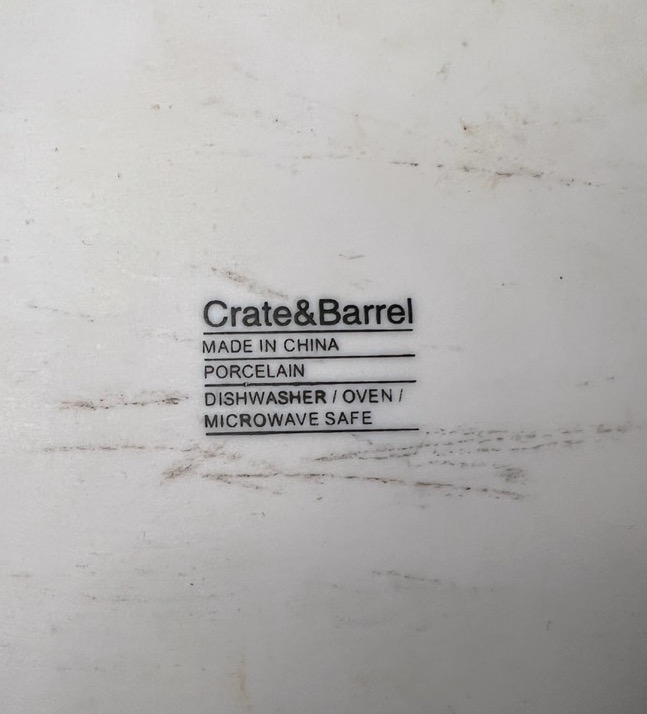 Crate&Barrel
MADE IN CHINA
PORCELAIN
DISHWASHER / OVEN /
MICROWAVE SAFE